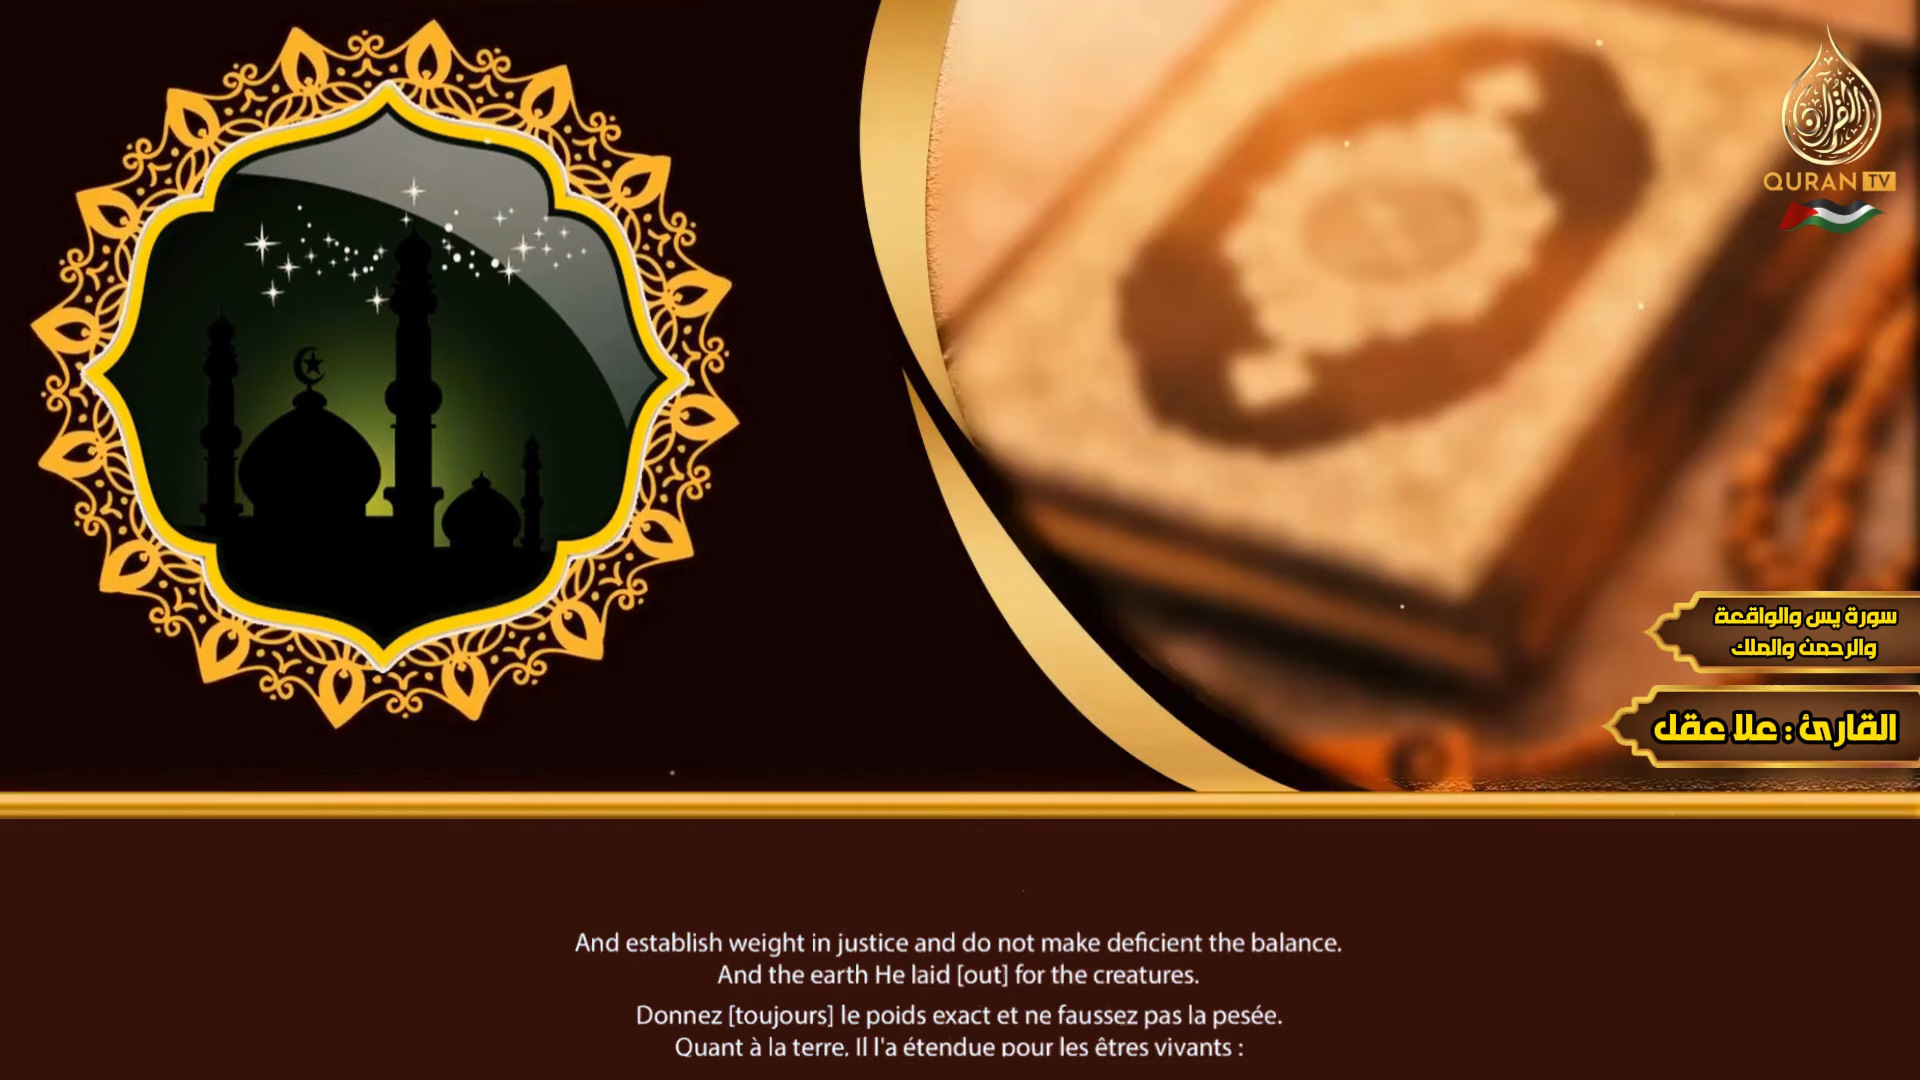 القرآن
QURAN TV
سورة يس والواقعة
والرحمن والملك
القارئ : علا عقل
And establish weight in justice and do not make deficient the balance.
And the earth He laid [out] for the creatures.
Donnez [toujours] le poids exact et ne faussez pas la pesée.
Quant à la terre, Il l'a étendue pour les êtres vivants :